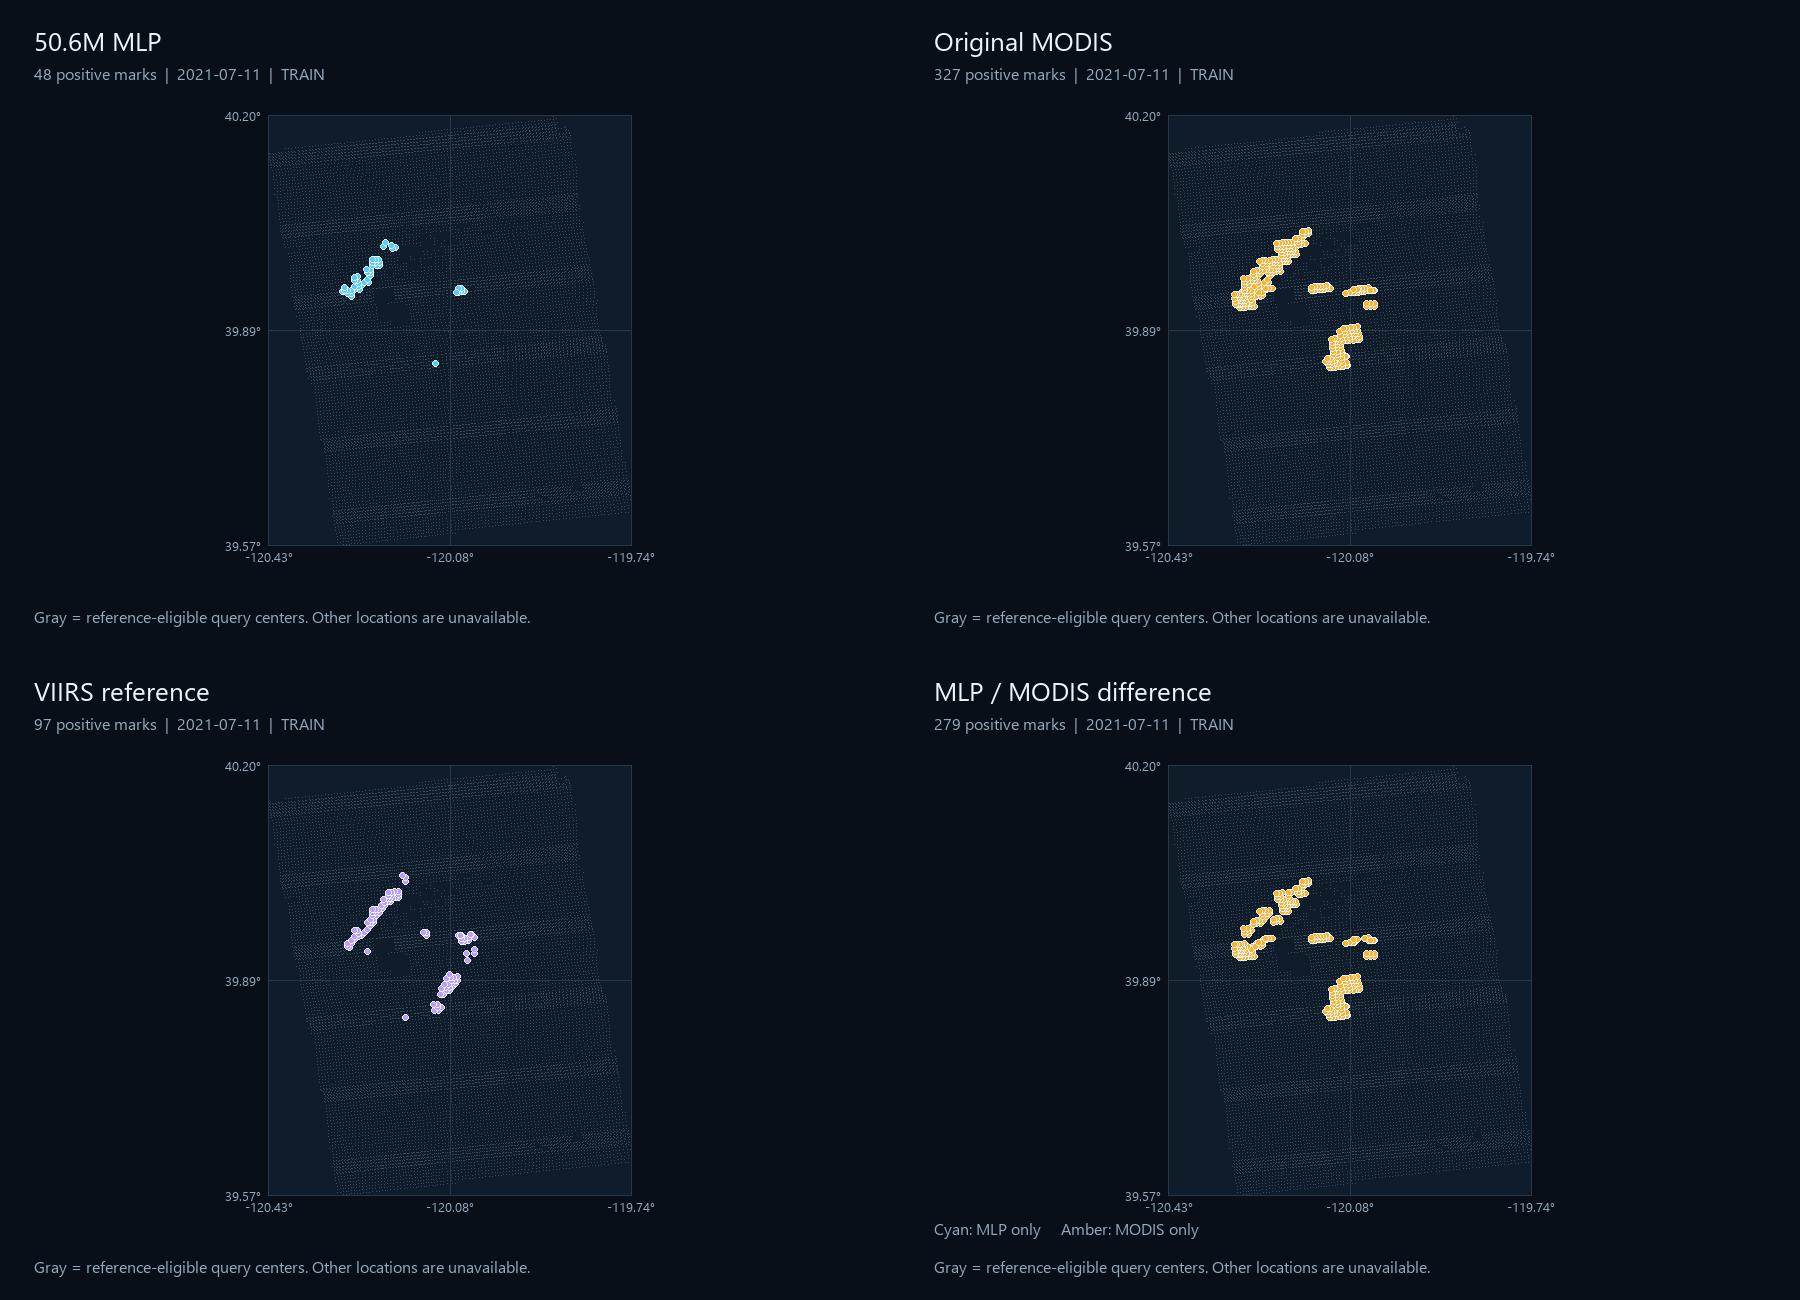 50.6M MLP
48 positive marks | 2021-07-11 | TRAIN
40.20°
39.89°
39.57°
-120.43°
-120.08°
-119.74°
Gray = reference-eligible query centers. Other locations are unavailable.
Original MODIS
327 positive marks | 2021-07-11 | TRAIN
40.20°
39.89°
39.57°
-120.43°
-120.08°
-119.74°
Gray = reference-eligible query centers. Other locations are unavailable.
VIIRS reference
97 positive marks | 2021-07-11 | TRAIN
40.20°
39.89°
39.57°
-120.43°
-120.08°
-119.74°
Gray = reference-eligible query centers. Other locations are unavailable.
MLP / MODIS difference
279 positive marks | 2021-07-11 | TRAIN
40.20°
39.89°
39.57°
-120.43°
-120.08°
-119.74°
Cyan: MLP only Amber: MODIS only
Gray = reference-eligible query centers. Other locations are unavailable.